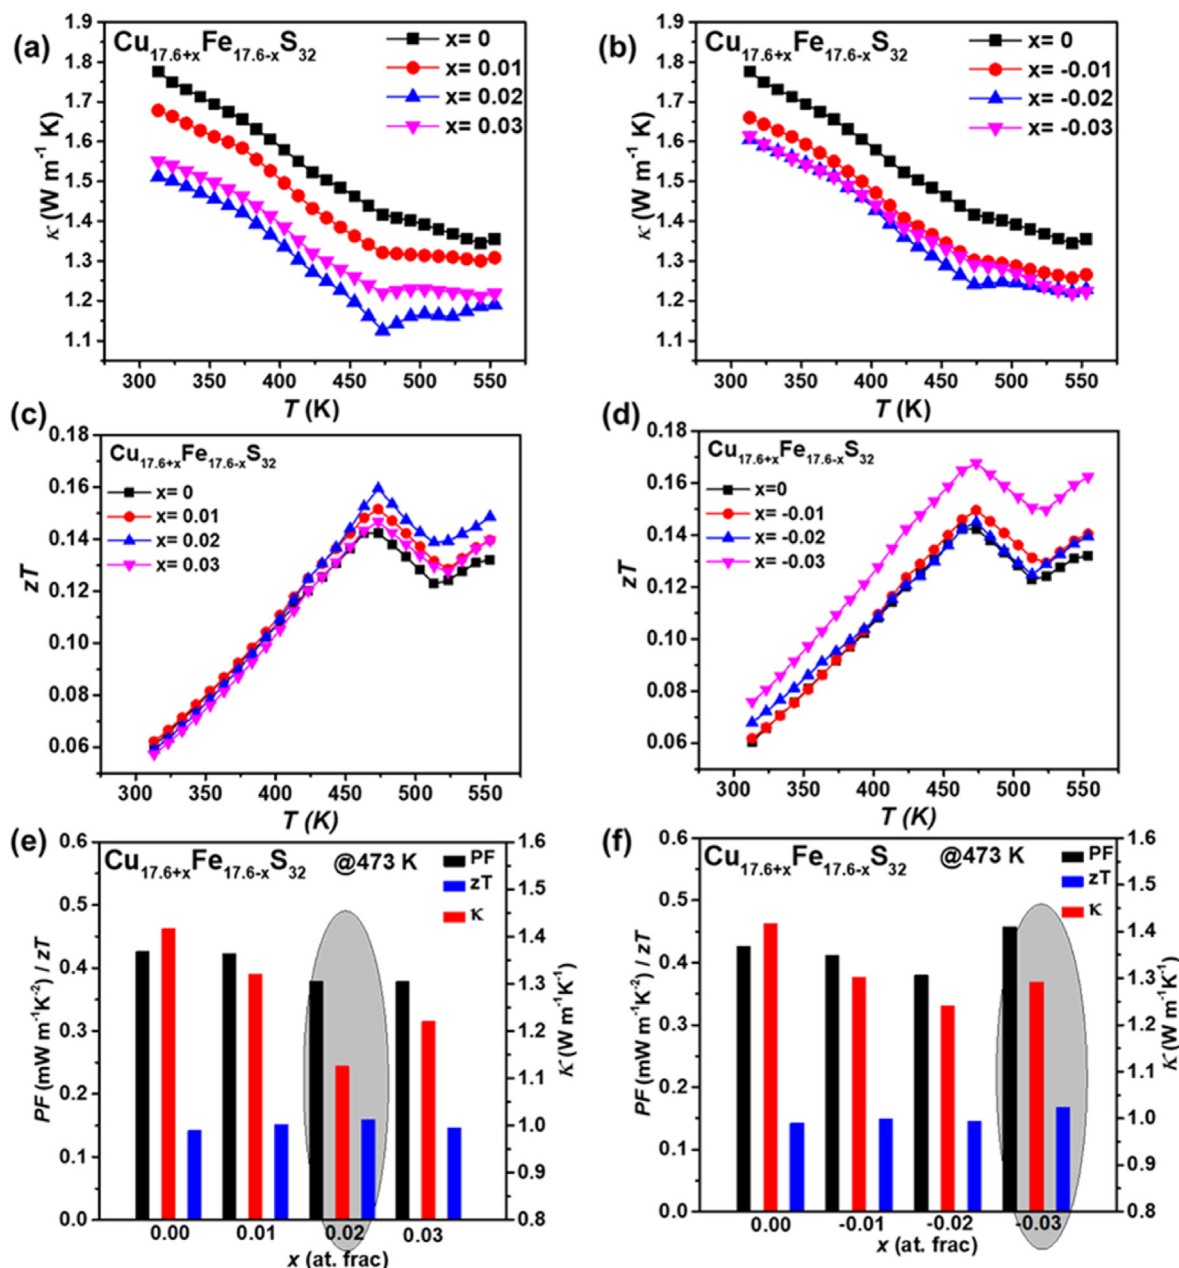 (a)
Cu17.6+xFe17.6-xS32
x= 0
x= 0.01
x= 0.02
x= 0.03
1.9
1.8
1.7
1.6
1.5
1.4
1.3
1.2
1.1
κ (W m-1 K)
300 350 400 450 500 550
T (K)
(b)
Cu17.6+xFe17.6-xS32
x= 0
x= -0.01
x= -0.02
x= -0.03
1.9
1.8
1.7
1.6
1.5
1.4
1.3
1.2
1.1
κ (W m-1 K)
300 350 400 450 500 550
T (K)
(c)
Cu17.6+xFe17.6-xS32
x= 0
x= 0.01
x= 0.02
x= 0.03
0.18
0.16
0.14
0.12
0.10
0.08
0.06
zT
300 350 400 450 500 550
T (K)
(d)
Cu17.6+xFe17.6-xS32
x=0
x= -0.01
x= -0.02
x= -0.03
0.18
0.16
0.14
0.12
0.10
0.08
0.06
zT
300 350 400 450 500 550
T (K)
(e)
Cu17.6+xFe17.6-xS32 @473 K
PF
zT
κ
0.6
0.5
0.4
0.3
0.2
0.1
0.0
PF (mW m-1K-2) / zT
1.6
1.5
1.4
1.3
1.2
1.1
1.0
0.9
0.8
κ (W m-1K-1)
0.00 0.01 0.02 0.03
x (at. frac)
(f)
Cu17.6+xFe17.6-xS32 @473 K
PF
zT
κ
0.6
0.5
0.4
0.3
0.2
0.1
0.0
PF (mW m-1K-2) / zT
1.6
1.5
1.4
1.3
1.2
1.1
1.0
0.9
0.8
κ (W m-1K-1)
0.00 -0.01 -0.02 -0.03
x (at. frac)